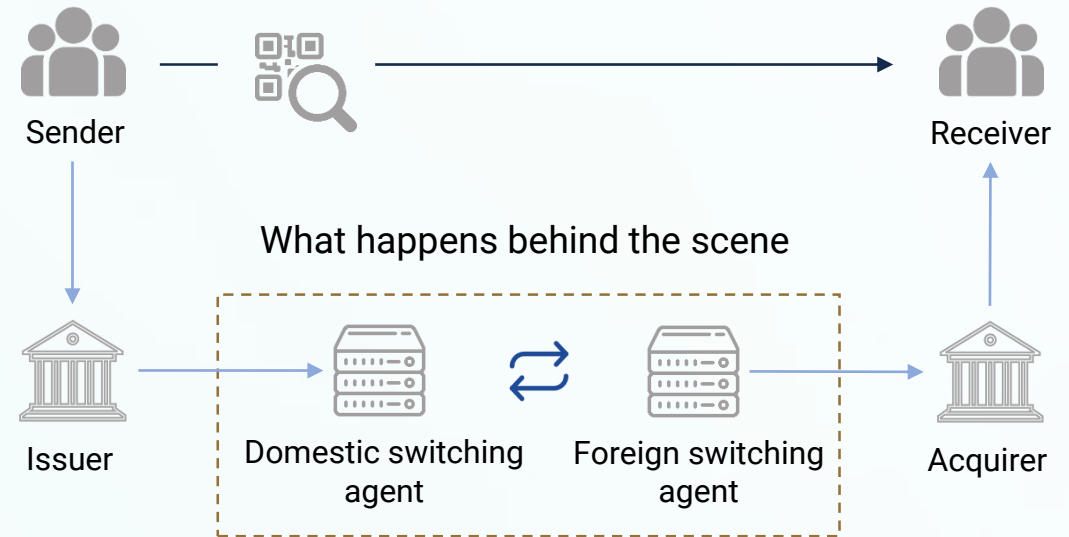 Sender
Receiver
What happens behind the scene
Issuer
Domestic switching
agent
Foreign switching
agent
Acquirer